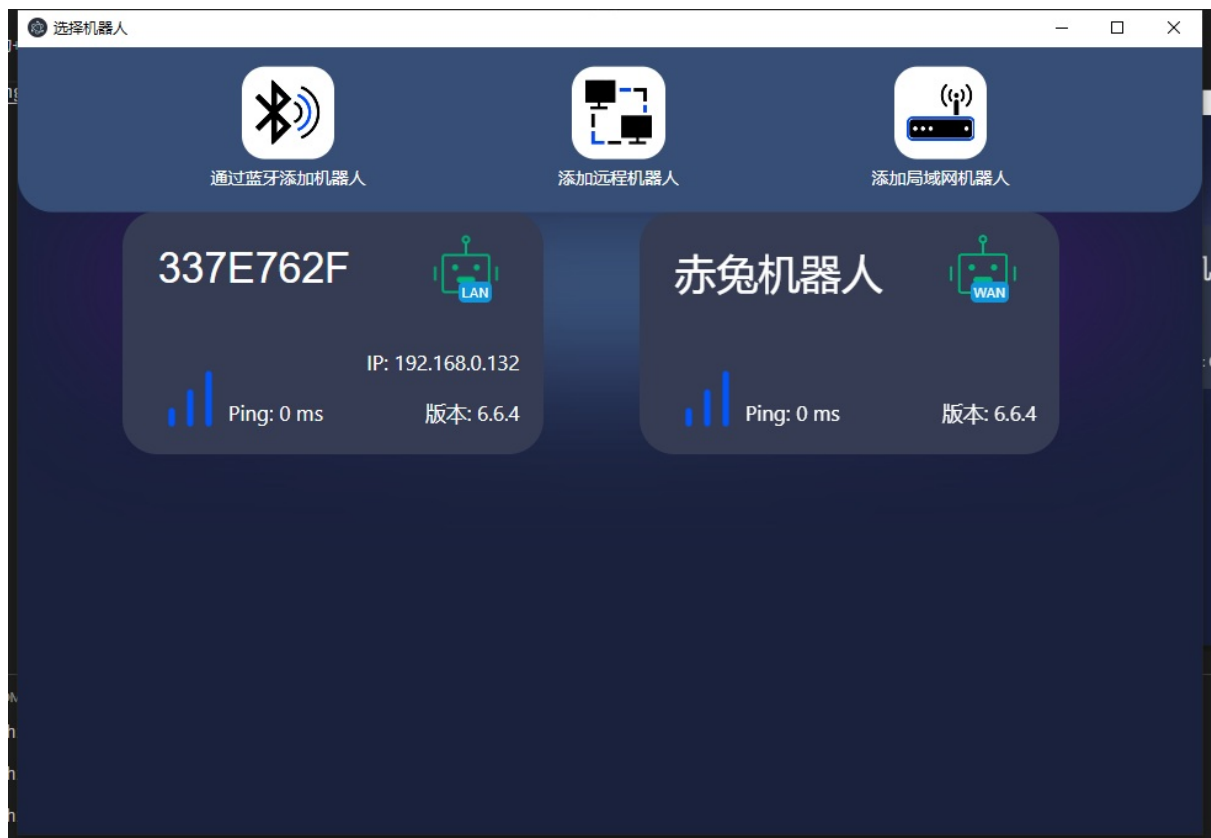 选择机器人
通过蓝牙添加机器人
添加远程机器人
添加局域网机器人
337E762F
LAN
IP: 192.168.0.132
Ping: 0 ms
版本: 6.6.4
赤兔机器人
WAN
Ping: 0 ms
版本: 6.6.4